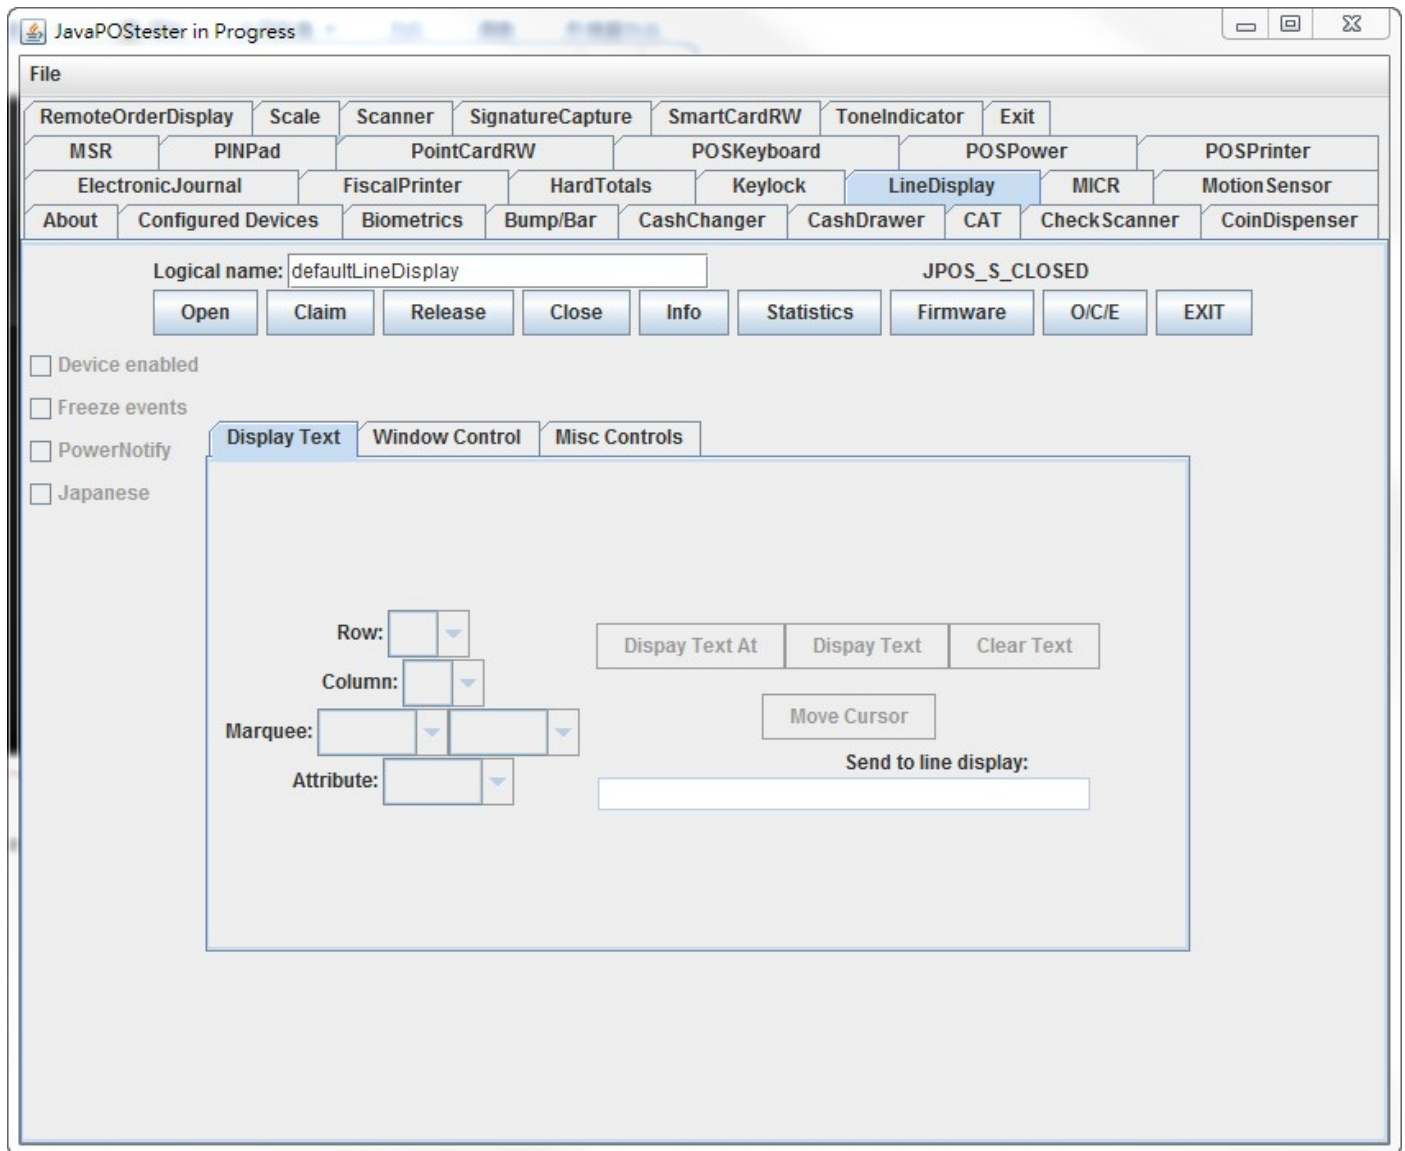 JavaPOStester in Progress
File
RemoteOrderDisplay Scale Scanner SignatureCapture SmartCardRW ToneIndicator Exit
MSR PINPad PointCardRW POSKeyboard POSPower POSPrinter
ElectronicJournal FiscalPrinter HardTotals Keylock LineDisplay MICR MotionSensor
About Configured Devices Biometrics Bump/Bar CashChanger CashDrawer CAT CheckScanner CoinDispenser
Logical name: defaultLineDisplay JPOS_S_CLOSED
Open Claim Release Close Info Statistics Firmware O/C/E EXIT
Device enabled
Freeze events
PowerNotify
Japanese
Display Text Window Control Misc Controls
Row:
Column:
Marquee:
Attribute:
Dispay Text At Dispay Text Clear Text
Move Cursor
Send to line display: